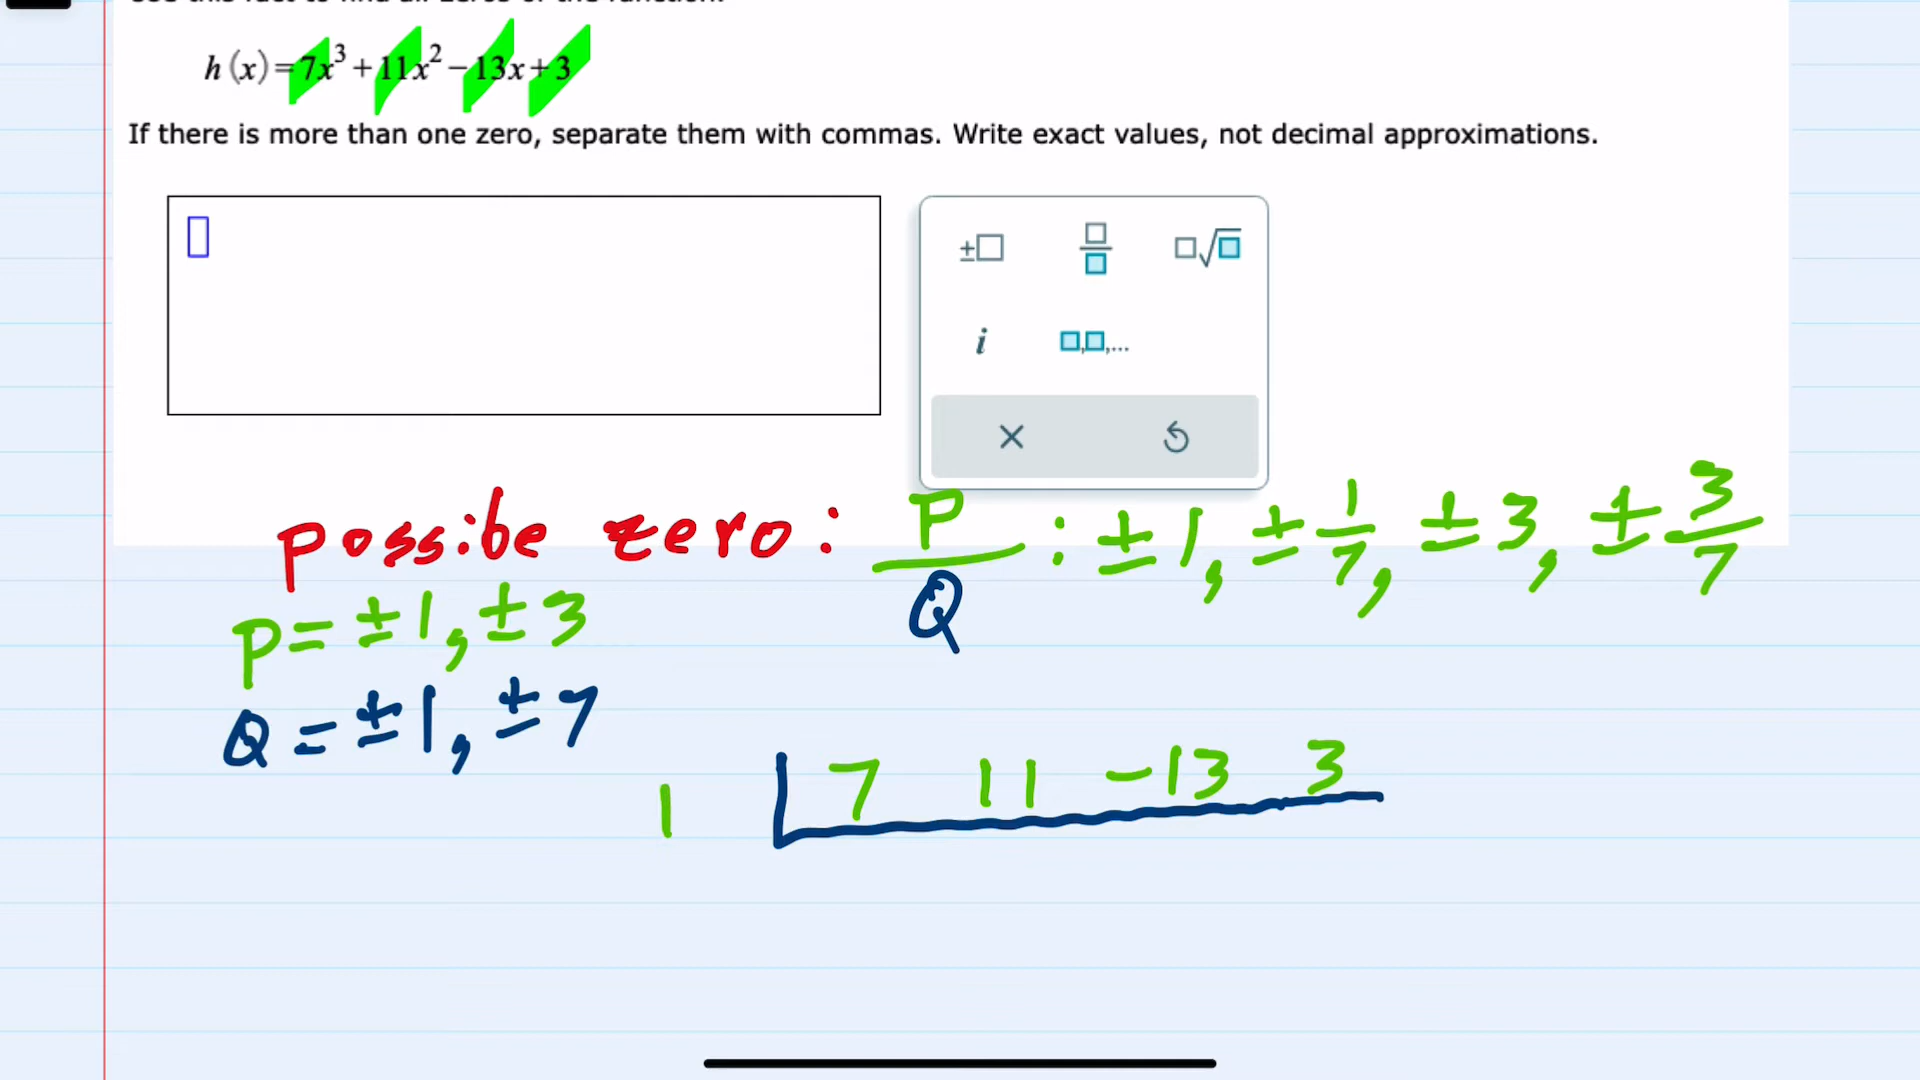 h(x)=7x³+11x²−13x+3
If there is more than one zero, separate them with commas. Write exact values, not decimal approximations.
±□ □/□ □√□
i □,□,...
possibe zero: P/Q : ±1, ±1/7, ±3, ±3/7
P= ±1, ±3
Q = ±1, ±7
1 7 11 -13 3